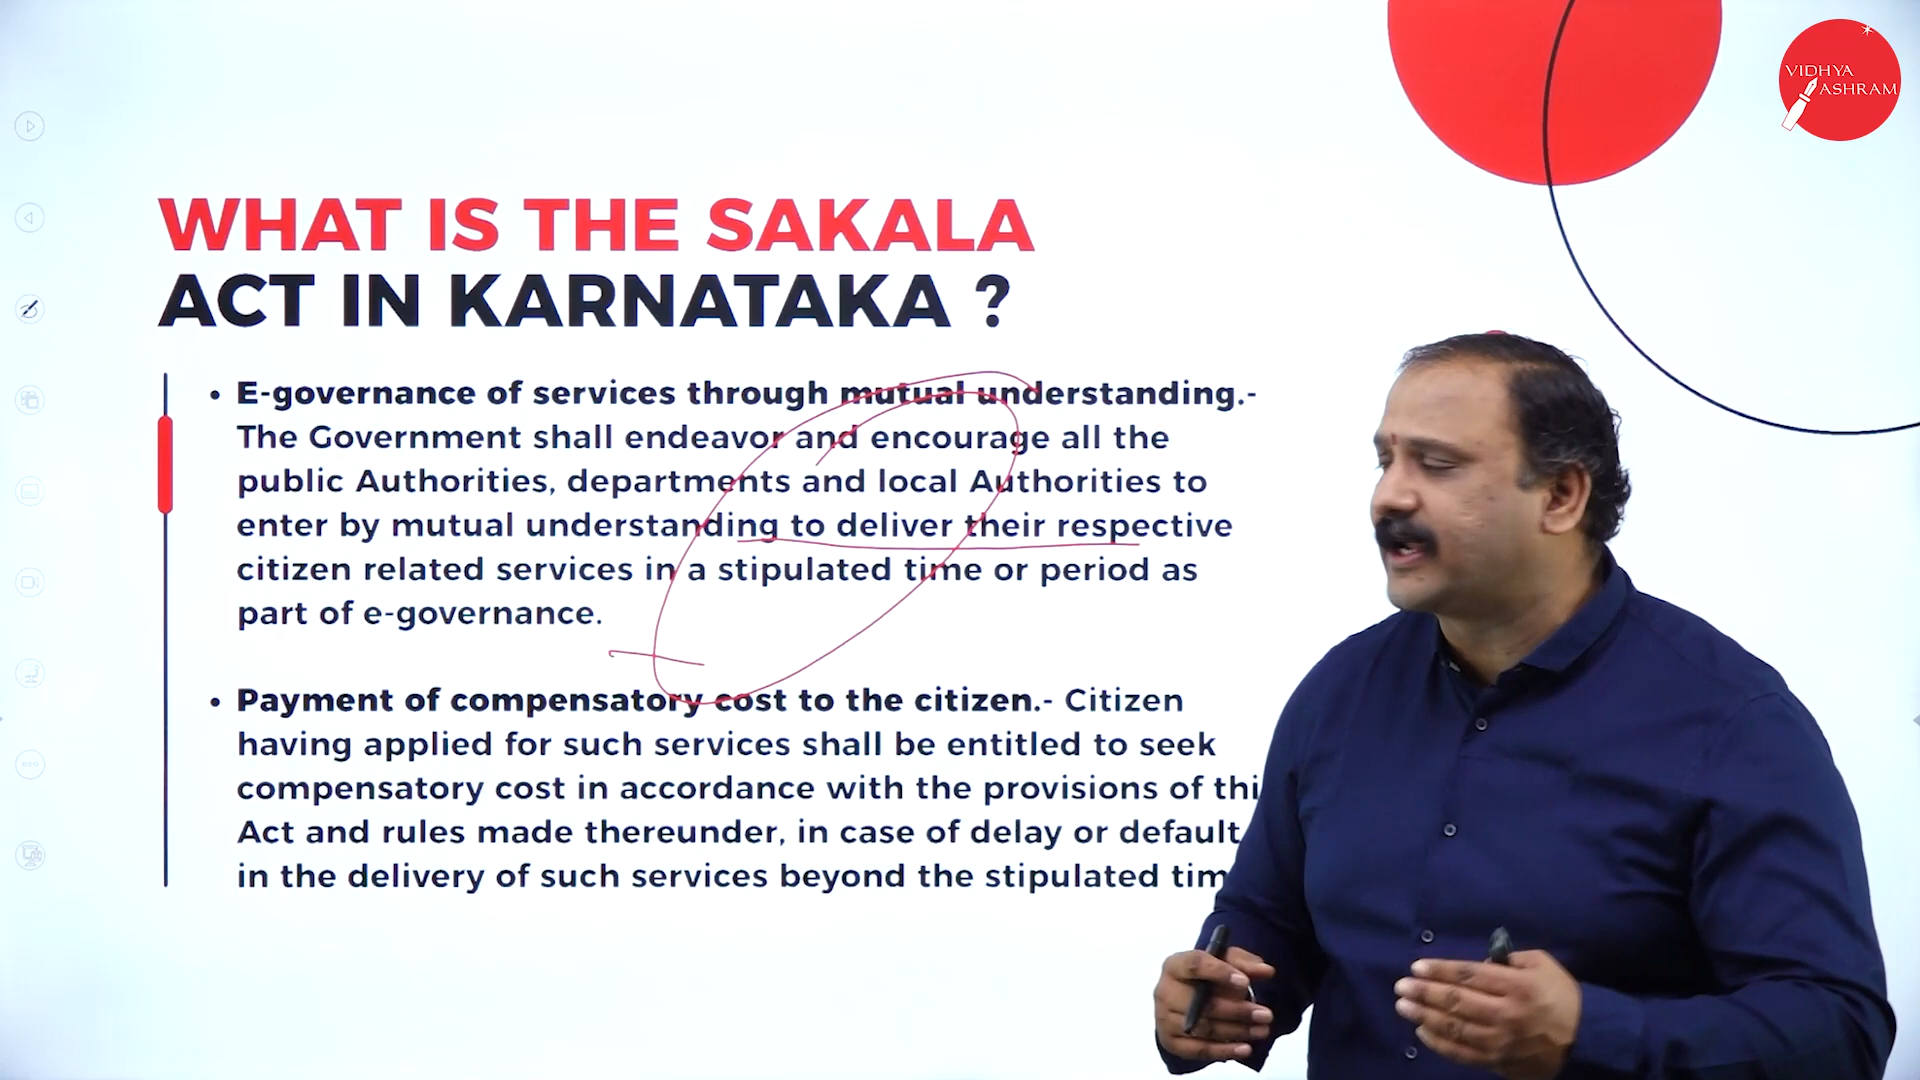 VIDHYA
ASHRAM
WHAT IS THE SAKALA
ACT IN KARNATAKA ?
• E-governance of services through mutual understanding.-
The Government shall endeavor and encourage all the
public Authorities, departments and local Authorities to
enter by mutual understanding to deliver their respective
citizen related services in a stipulated time or period as
part of e-governance.
• Payment of compensatory cost to the citizen.- Citizen
having applied for such services shall be entitled to seek
compensatory cost in accordance with the provisions of thi
Act and rules made thereunder, in case of delay or default
in the delivery of such services beyond the stipulated tim